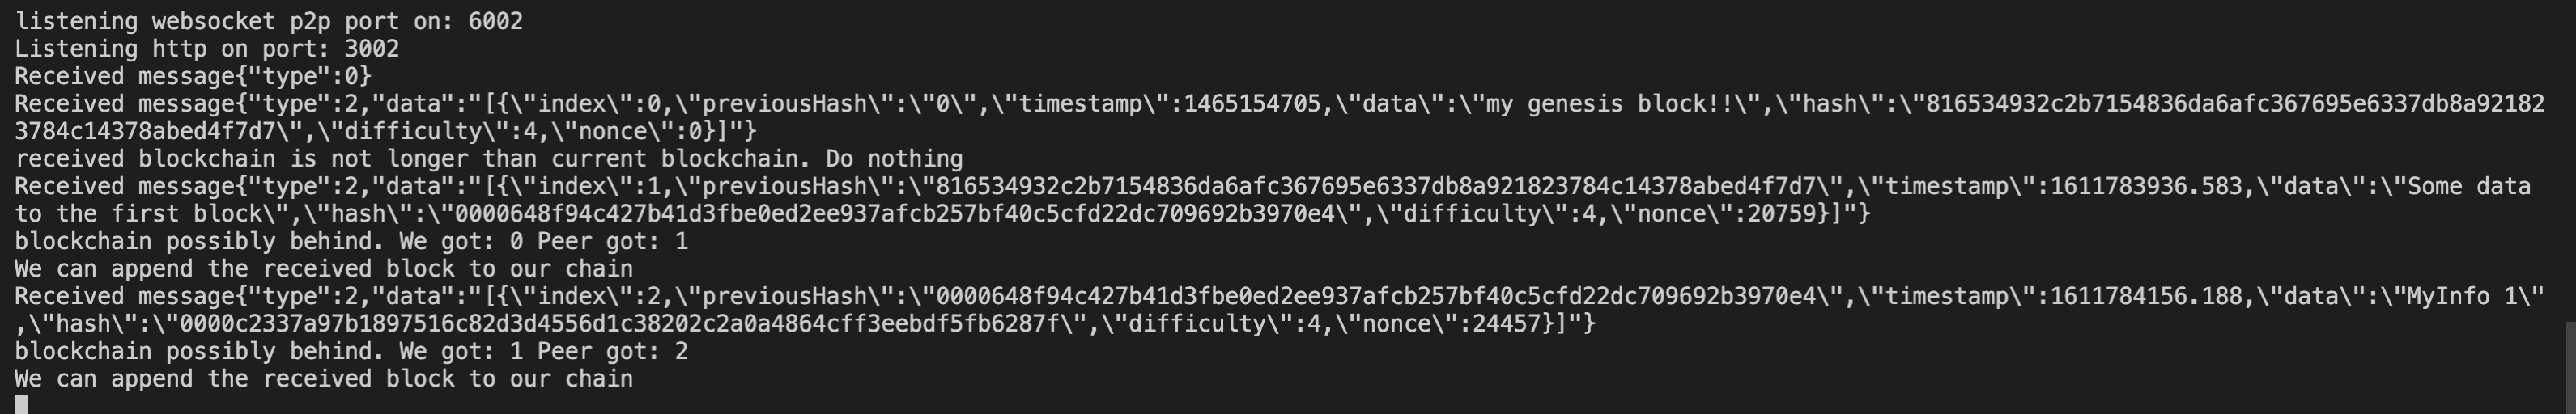 listening websocket p2p port on: 6002
Listening http on port: 3002
Received message{"type":0}
Received message{"type":2,"data":"[{\"index\":0,\"previousHash\":\"0\",\"timestamp\":1465154705,\"data\":\"my genesis block!!\",\"hash\":\"816534932c2b7154836da6afc367695e6337db8a92182
3784c14378abed4f7d7\",\"difficulty\":4,\"nonce\":0}]"}
received blockchain is not longer than current blockchain. Do nothing
Received message{"type":2,"data":"[{\"index\":1,\"previousHash\":\"816534932c2b7154836da6afc367695e6337db8a921823784c14378abed4f7d7\",\"timestamp\":1611783936.583,\"data\":\"Some data
to the first block\",\"hash\":\"0000648f94c427b41d3fbe0ed2ee937afcb257bf40c5cfd22dc709692b3970e4\",\"difficulty\":4,\"nonce\":20759}]"}
blockchain possibly behind. We got: 0 Peer got: 1
We can append the received block to our chain
Received message{"type":2,"data":"[{\"index\":2,\"previousHash\":\"0000648f94c427b41d3fbe0ed2ee937afcb257bf40c5cfd22dc709692b3970e4\",\"timestamp\":1611784156.188,\"data\":\"MyInfo 1\"
,\"hash\":\"0000c2337a97b1897516c82d3d4556d1c38202c2a0a4864cff3eebdf5fb6287f\",\"difficulty\":4,\"nonce\":24457}]"}
blockchain possibly behind. We got: 1 Peer got: 2
We can append the received block to our chain